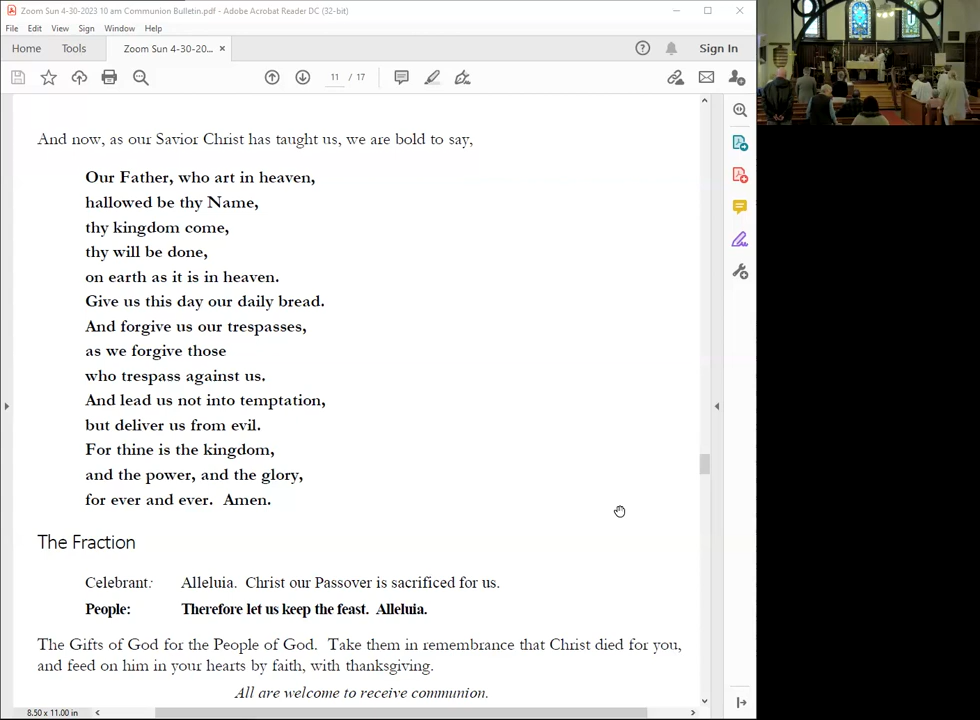 Zoom Sun 4-30-2023 10 am Communion Bulletin.pdf - Adobe Acrobat Reader DC (32-bit)
File Edit View Sign Window Help
Home Tools Zoom Sun 4-30-20... × Sign In
11 / 17
And now, as our Savior Christ has taught us, we are bold to say,
Our Father, who art in heaven,
hallowed be thy Name,
thy kingdom come,
thy will be done,
on earth as it is in heaven.
Give us this day our daily bread.
And forgive us our trespasses,
as we forgive those
who trespass against us.
And lead us not into temptation,
but deliver us from evil.
For thine is the kingdom,
and the power, and the glory,
for ever and ever. Amen.
The Fraction
Celebrant: Alleluia. Christ our Passover is sacrificed for us.
People: Therefore let us keep the feast. Alleluia.
The Gifts of God for the People of God. Take them in remembrance that Christ died for you,
and feed on him in your hearts by faith, with thanksgiving.
All are welcome to receive communion.
8.50 x 11.00 in